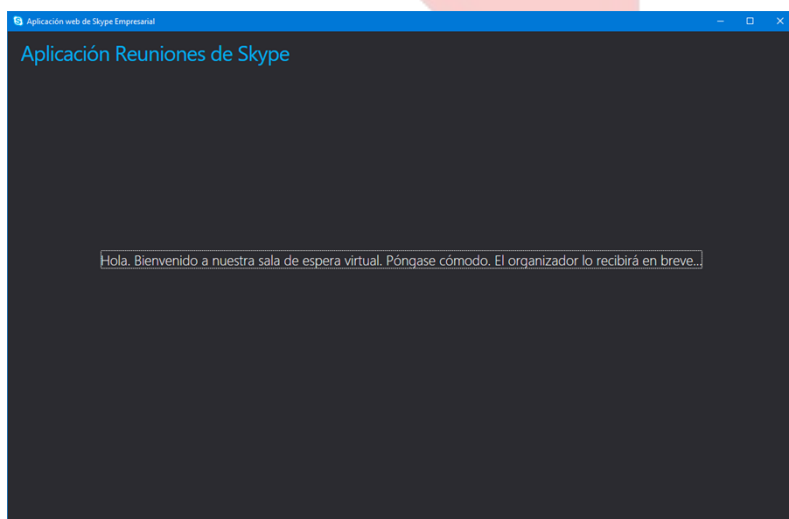 Aplicación web de Skype Empresarial
Aplicación Reuniones de Skype
Hola. Bienvenido a nuestra sala de espera virtual. Póngase cómodo. El organizador lo recibirá en breve...